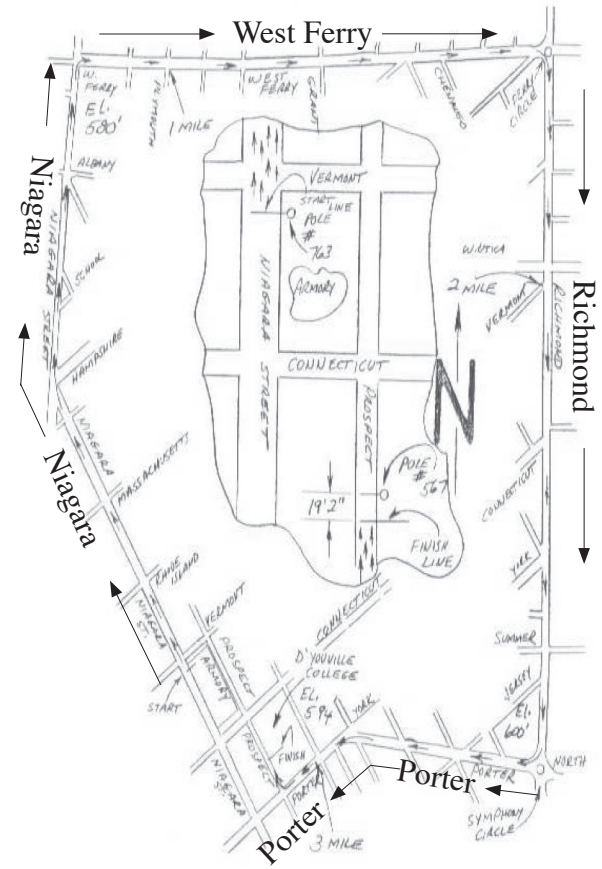 West Ferry
W.
FERRY
EL.
580'
PLYMOUTH
1 MILE
WEST
FERRY
GRANT
CHENANGO
FERRY
CIRCLE
Niagara
ALBANY
NIAGARA STREET
SCHOOL
HAMPSHIRE
VERMONT
START
LINE
POLE
#
763
ARMORY
NIAGARA
STREET
CONNECTICUT
PROSPECT
N
POLE
#
567
19'2"
FINISH
LINE
W. UTICA
2 MILE
VERMONT
RICHMOND
Richmond
CONNECTICUT
YORK
SUMMER
JERSEY
EL.
600'
NORTH
Niagara
NIAGARA
MASSACHUSETTS
RHODE
ISLAND
NIAGARA
ST.
VERMONT
PROSPECT
ARMORY
START
CONNECTICUT
D'YOUVILLE
COLLEGE
EL.
594
YORK
FINISH
PROSPECT
NIAGARA
ST.
PORTER
Porter
3 MILE
Porter
PORTER
SYMPHONY
CIRCLE